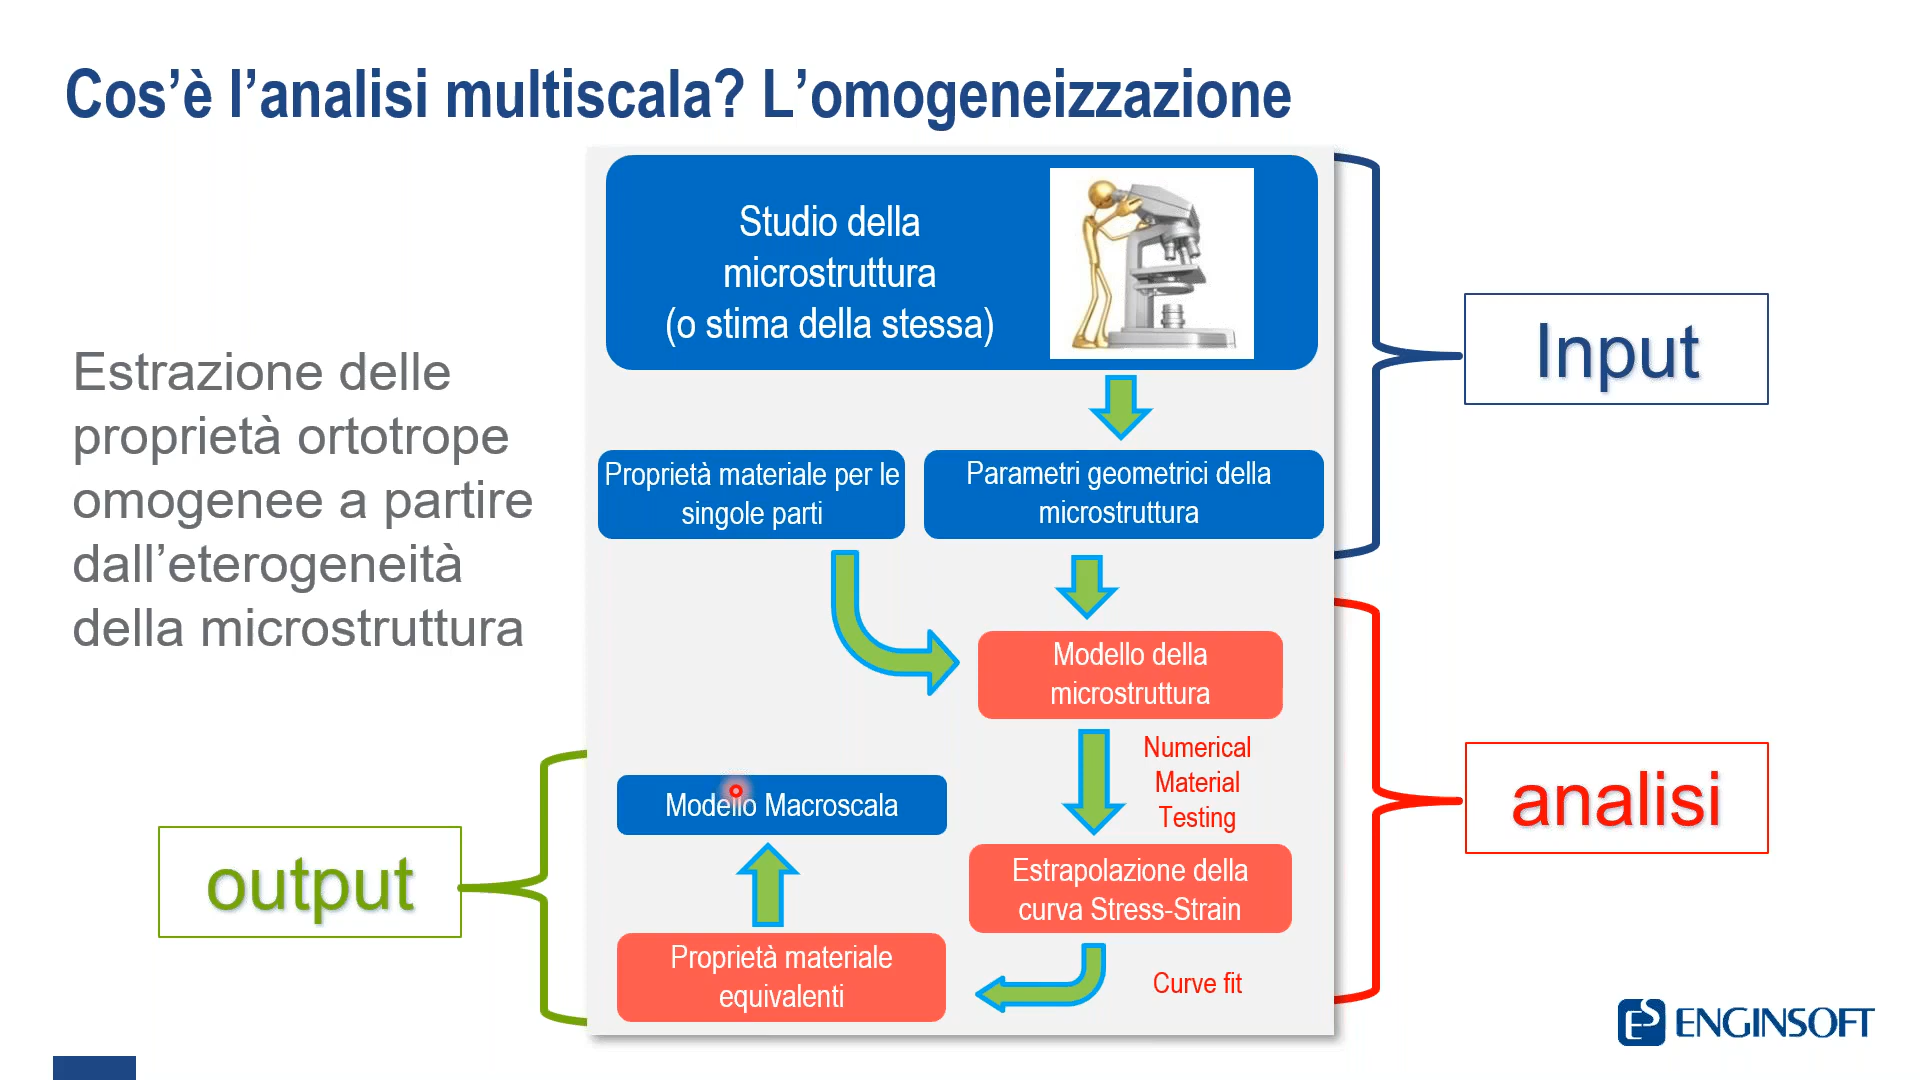 Cos’è l’analisi multiscala? L’omogeneizzazione
Estrazione delle
proprietà ortotrope
omogenee a partire
dall’eterogeneità
della microstruttura
Studio della
microstruttura
(o stima della stessa)
Input
Proprietà materiale per le
singole parti
Parametri geometrici della
microstruttura
Modello della
microstruttura
Numerical
Material
Testing
analisi
Estrapolazione della
curva Stress-Strain
Curve fit
Proprietà materiale
equivalenti
Modello Macroscala
output
ES ENGINSOFT